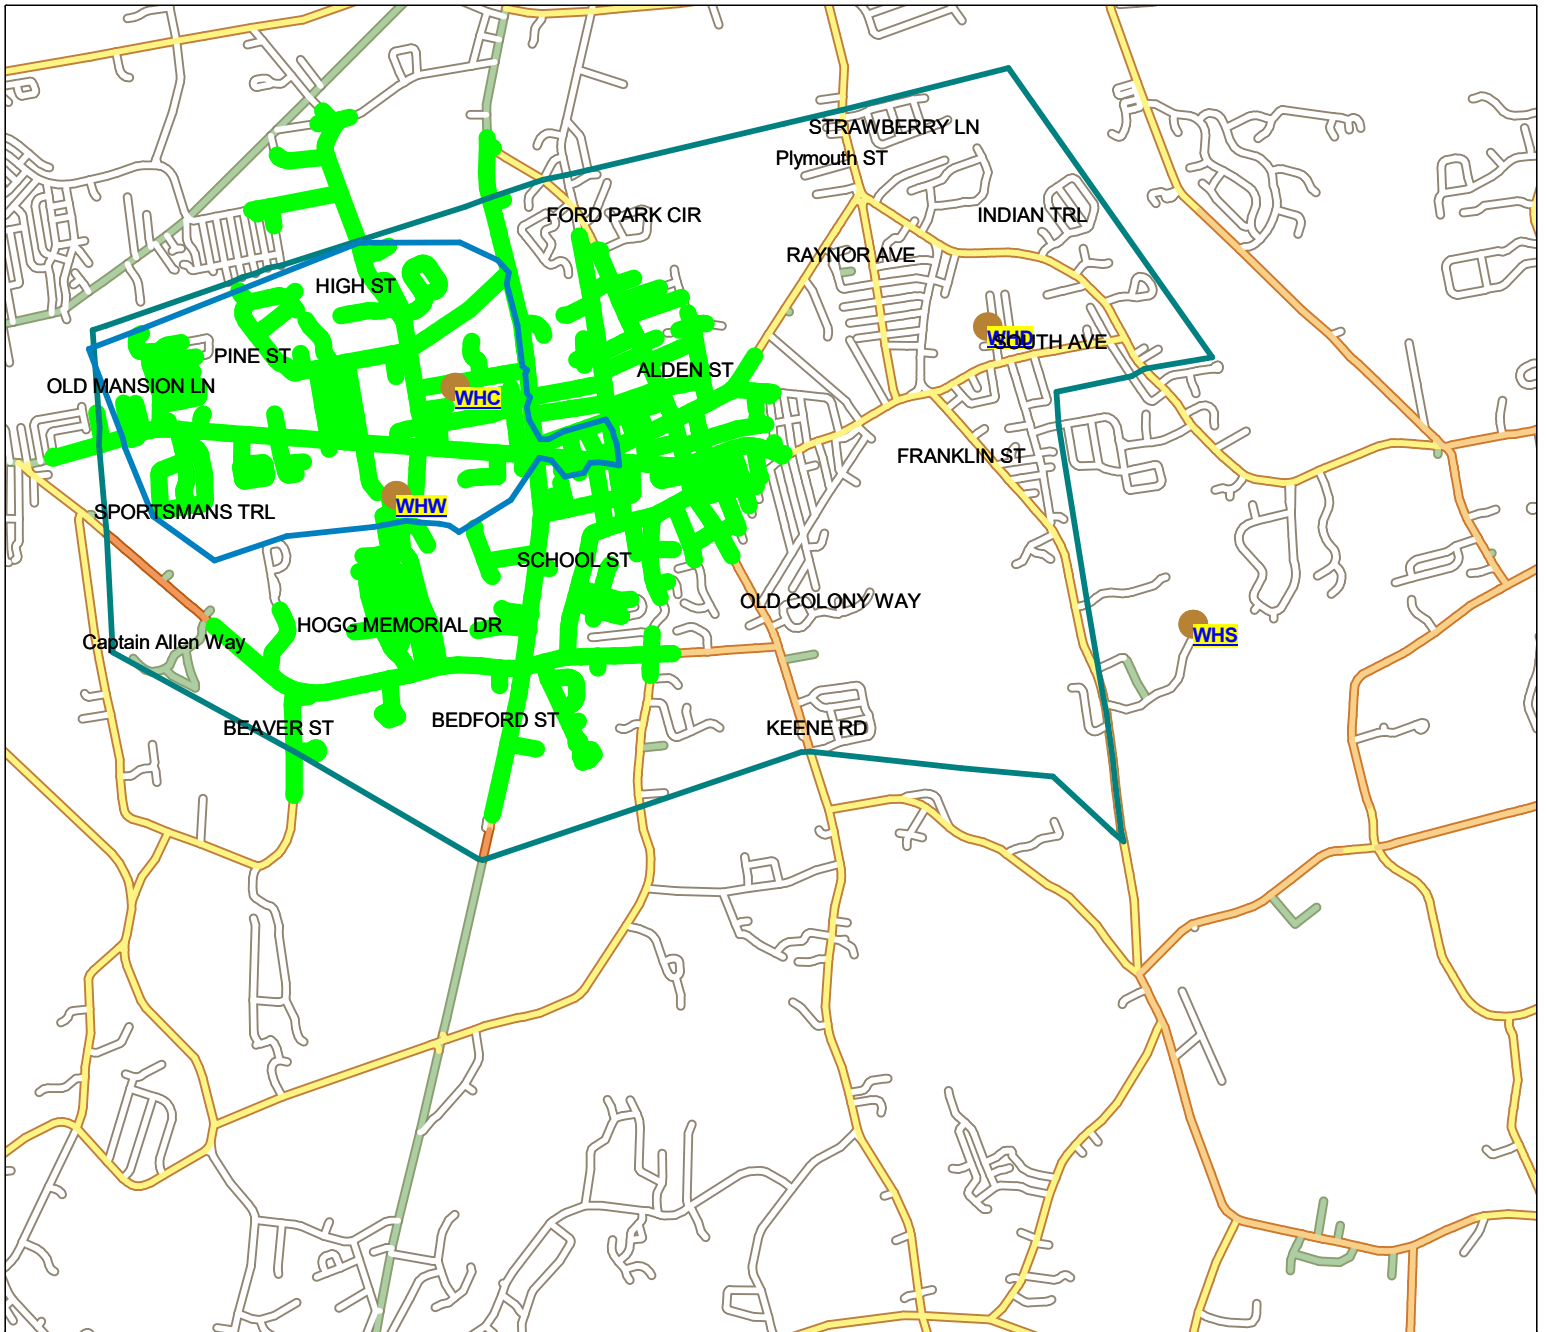 STRAWBERRY LN
Plymouth ST
FORD PARK CIR
INDIAN TRL
RAYNOR AVE
HIGH ST
WHD
SOUTH AVE
PINE ST
ALDEN ST
OLD MANSION LN
WHC
FRANKLIN ST
WHW
SPORTSMANS TRL
SCHOOL ST
OLD COLONY WAY
HOGG MEMORIAL DR
WHS
Captain Allen Way
BEDFORD ST
BEAVER ST
KEENE RD